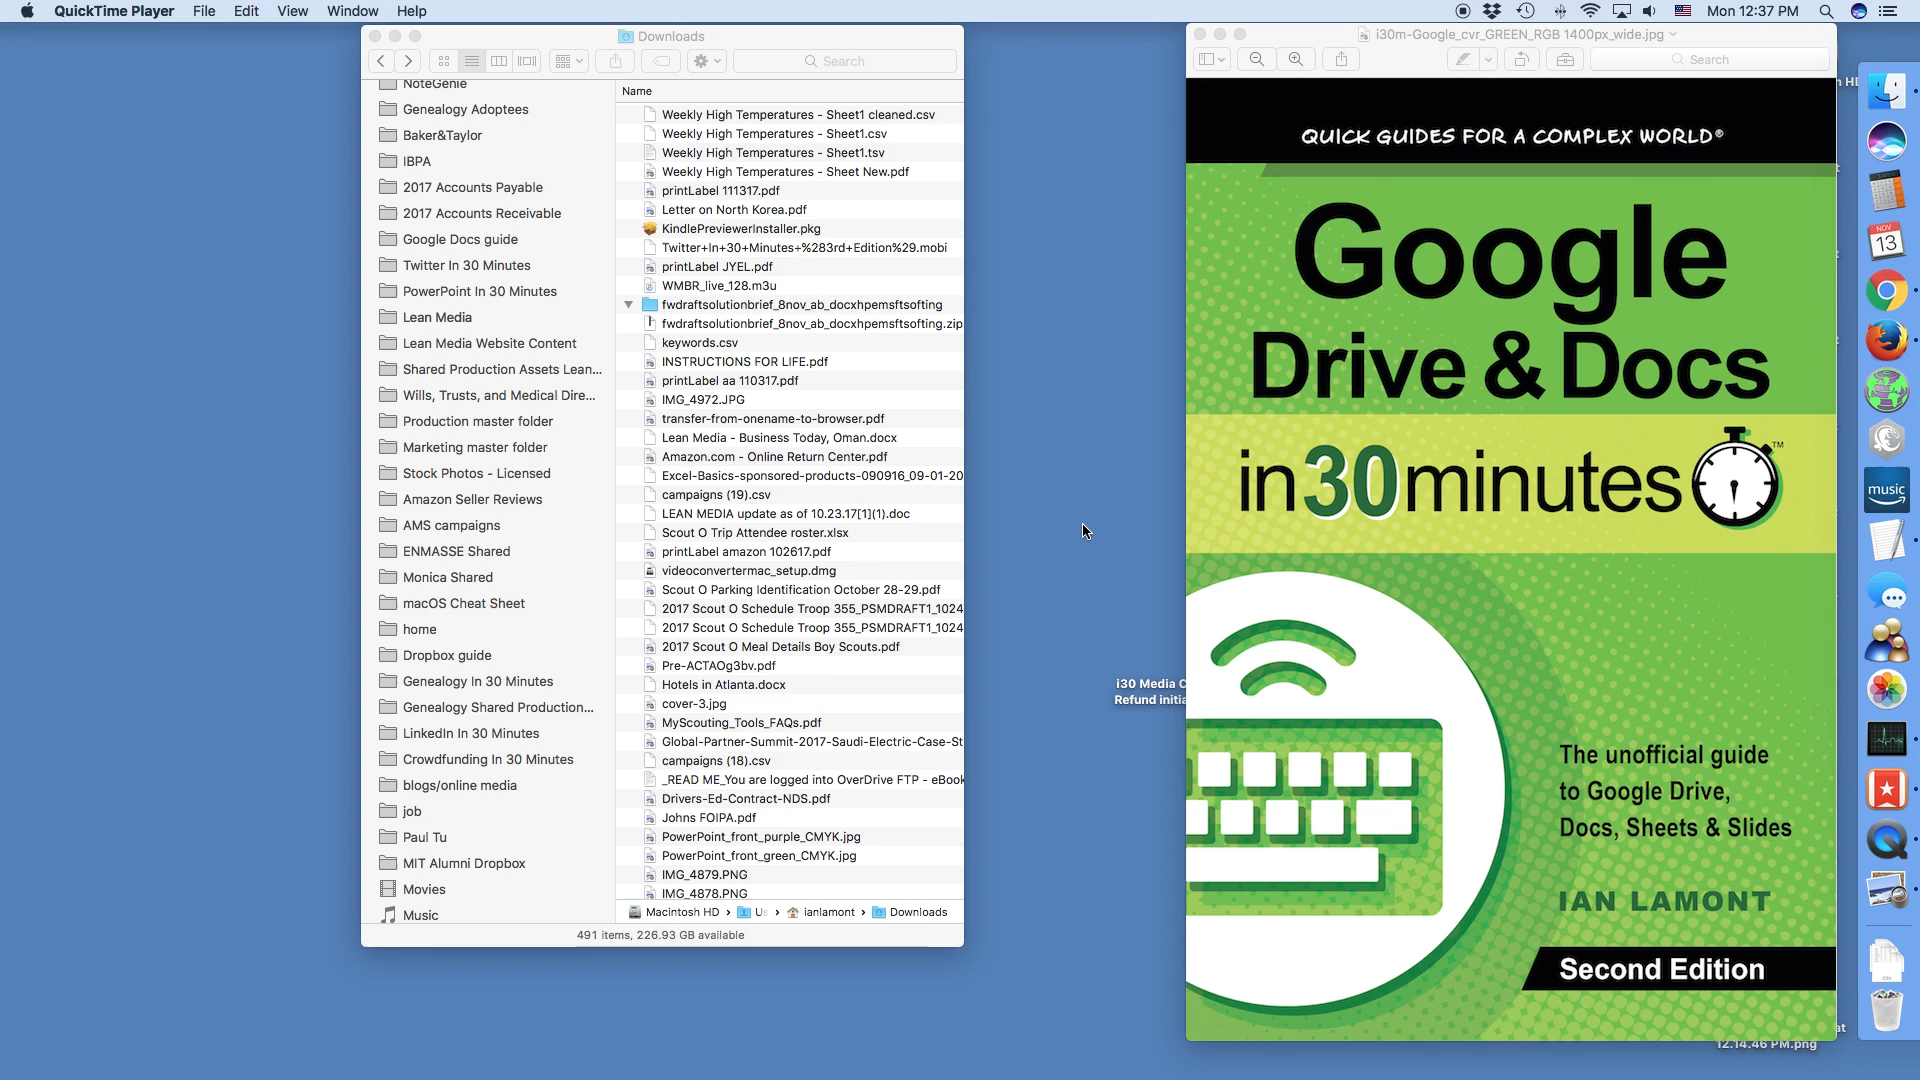 QuickTime Player File Edit View Window Help
Mon 12:37 PM
Downloads
Search
NoteGenie
Genealogy Adoptees
Baker&Taylor
IBPA
2017 Accounts Payable
2017 Accounts Receivable
Google Docs guide
Twitter In 30 Minutes
PowerPoint In 30 Minutes
Lean Media
Lean Media Website Content
Shared Production Assets Lean...
Wills, Trusts, and Medical Dire...
Production master folder
Marketing master folder
Stock Photos - Licensed
Amazon Seller Reviews
AMS campaigns
ENMASSE Shared
Monica Shared
macOS Cheat Sheet
home
Dropbox guide
Genealogy In 30 Minutes
Genealogy Shared Production...
LinkedIn In 30 Minutes
Crowdfunding In 30 Minutes
blogs/online media
job
Paul Tu
MIT Alumni Dropbox
Movies
Music
Name
Weekly High Temperatures - Sheet1 cleaned.csv
Weekly High Temperatures - Sheet1.csv
Weekly High Temperatures - Sheet1.tsv
Weekly High Temperatures - Sheet New.pdf
printLabel 111317.pdf
Letter on North Korea.pdf
KindlePreviewerInstaller.pkg
Twitter+In+30+Minutes+%283rd+Edition%29.mobi
printLabel JYEL.pdf
WMBR_live_128.m3u
fwdraftsolutionbrief_8nov_ab_docxhpemsftsofting
fwdraftsolutionbrief_8nov_ab_docxhpemsftsofting.zip
keywords.csv
INSTRUCTIONS FOR LIFE.pdf
printLabel aa 110317.pdf
IMG_4972.JPG
transfer-from-onename-to-browser.pdf
Lean Media - Business Today, Oman.docx
Amazon.com - Online Return Center.pdf
Excel-Basics-sponsored-products-090916_09-01-20
campaigns (19).csv
LEAN MEDIA update as of 10.23.17[1](1).doc
Scout O Trip Attendee roster.xlsx
printLabel amazon 102617.pdf
videoconvertermac_setup.dmg
Scout O Parking Identification October 28-29.pdf
2017 Scout O Schedule Troop 355_PSMDRAFT1_1024
2017 Scout O Schedule Troop 355_PSMDRAFT1_1024
2017 Scout O Meal Details Boy Scouts.pdf
Pre-ACTAOg3bv.pdf
Hotels in Atlanta.docx
cover-3.jpg
MyScouting_Tools_FAQs.pdf
Global-Partner-Summit-2017-Saudi-Electric-Case-St
campaigns (18).csv
_READ ME_You are logged into OverDrive FTP - eBook
Drivers-Ed-Contract-NDS.pdf
Johns FOIPA.pdf
PowerPoint_front_purple_CMYK.jpg
PowerPoint_front_green_CMYK.jpg
IMG_4879.PNG
IMG_4878.PNG
Macintosh HD › Us › ianlamont › Downloads
491 items, 226.93 GB available
i30 Media C
Refund initia
i30m-Google_cvr_GREEN_RGB 1400px_wide.jpg
Search
QUICK GUIDES FOR A COMPLEX WORLD®
Google
Drive & Docs
in 30 minutes ™
The unofficial guide
to Google Drive,
Docs, Sheets & Slides
IAN LAMONT
Second Edition
NOV
13
music
CSV
12.14.46 PM.png